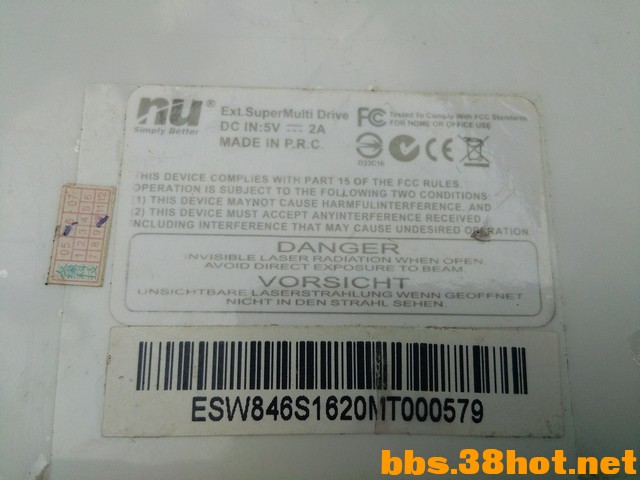 nu®
Simply Better
Ext.SuperMulti Drive
DC IN:5V 2A
MADE IN P.R.C.
FC Tested To Comply With FCC Standards
FOR HOME OR OFFICE USE
D33C16
CE
THIS DEVICE COMPLIES WITH PART 15 OF THE FCC RULES.
OPERATION IS SUBJECT TO THE FOLLOWING TWO CONDITIONS:
(1) THIS DEVICE MAYNOT CAUSE HARMFULINTERFERENCE, AND
(2) THIS DEVICE MUST ACCEPT ANYINTERFERENCE RECEIVED,
INCLUDING INTERFERENCE THAT MAY CAUSE UNDESIRED OPERATION.
DANGER
INVISIBLE LASER RADIATION WHEN OPEN.
AVOID DIRECT EXPOSURE TO BEAM.
VORSICHT
UNSICHTBARE LASERSTRAHLUNG WENN GEOFFNET
NICHT IN DEN STRAHL SEHEN.
ESW846S1620MT000579
bbs.38hot.net